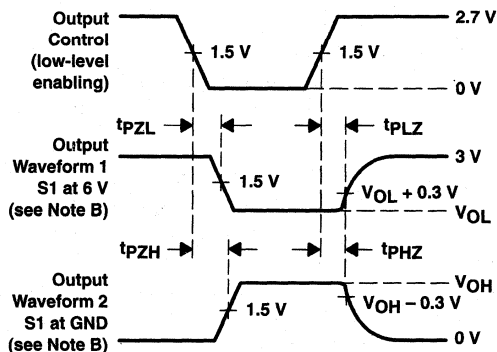 Output
Control
(low-level
enabling)
2.7 V
1.5 V
1.5 V
0 V
tPZL
tPLZ
Output
Waveform 1
S1 at 6 V
(see Note B)
3 V
1.5 V
VOL + 0.3 V
VOL
tPZH
tPHZ
Output
Waveform 2
S1 at GND
(see Note B)
VOH
1.5 V
VOH − 0.3 V
0 V